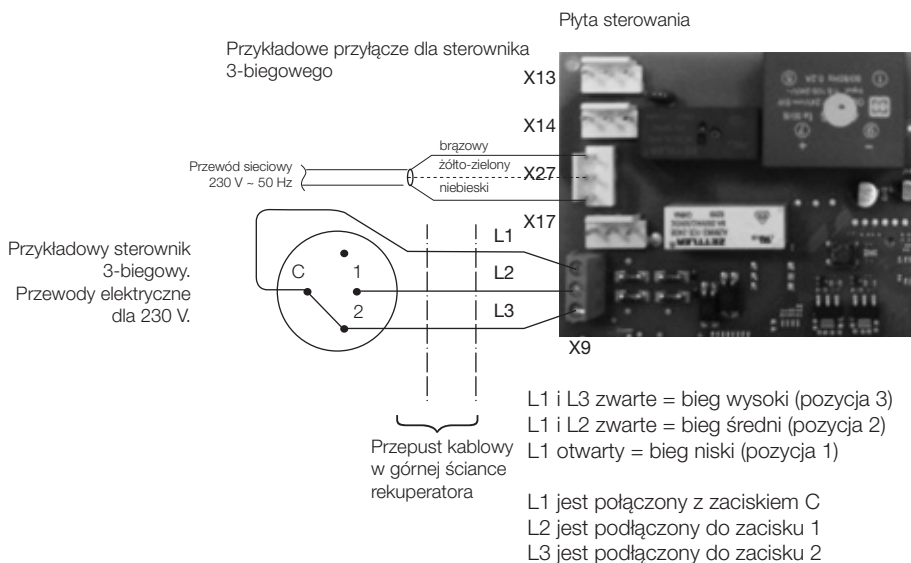 Płyta sterowania
Przykładowe przyłącze dla sterownika
3-biegowego
X13
X14
brązowy
Przewód sieciowy
230 V ~ 50 Hz
żółto-zielony
X27
niebieski
X17
L1
Przykładowy sterownik
3-biegowy.
Przewody elektryczne
dla 230 V.
C
1
L2
2
L3
X9
L1 i L3 zwarte = bieg wysoki (pozycja 3)
L1 i L2 zwarte = bieg średni (pozycja 2)
L1 otwarty = bieg niski (pozycja 1)
Przepust kablowy
w górnej ściance
rekuperatora
L1 jest połączony z zaciskiem C
L2 jest podłączony do zacisku 1
L3 jest podłączony do zacisku 2
ZETTLER